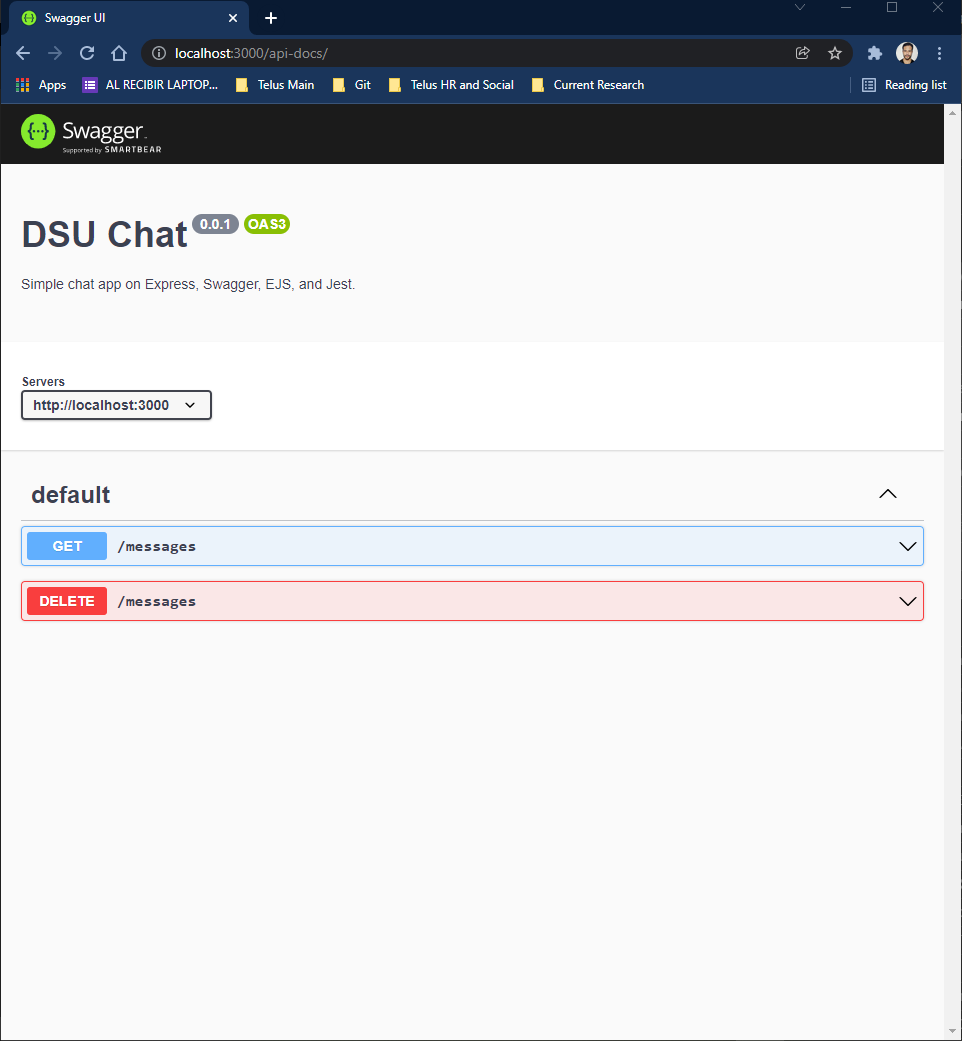 Swagger UI
localhost:3000/api-docs/
Apps AL RECIBIR LAPTOP... Telus Main Git Telus HR and Social Current Research Reading list
{...} Swagger
Supported by SMARTBEAR
DSU Chat 0.0.1 OAS3
Simple chat app on Express, Swagger, EJS, and Jest.
Servers
http://localhost:3000
default
GET /messages
DELETE /messages